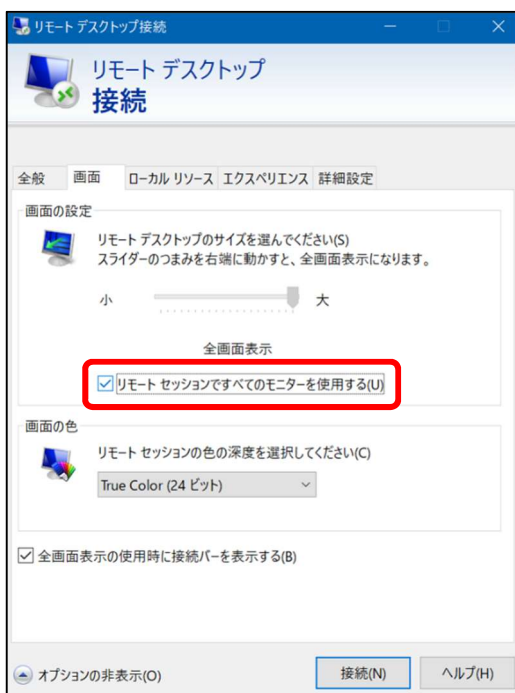 リモート デスクトップ接続
リモート デスクトップ
接続
全般 画面 ローカル リソース エクスペリエンス 詳細設定
画面の設定
リモート デスクトップのサイズを選んでください(S)
スライダーのつまみを右端に動かすと、全画面表示になります。
小 大
全画面表示
リモート セッションですべてのモニターを使用する(U)
画面の色
リモート セッションの色の深度を選択してください(C)
True Color (24 ビット)
全画面表示の使用時に接続バーを表示する(B)
オプションの非表示(O) 接続(N) ヘルプ(H)